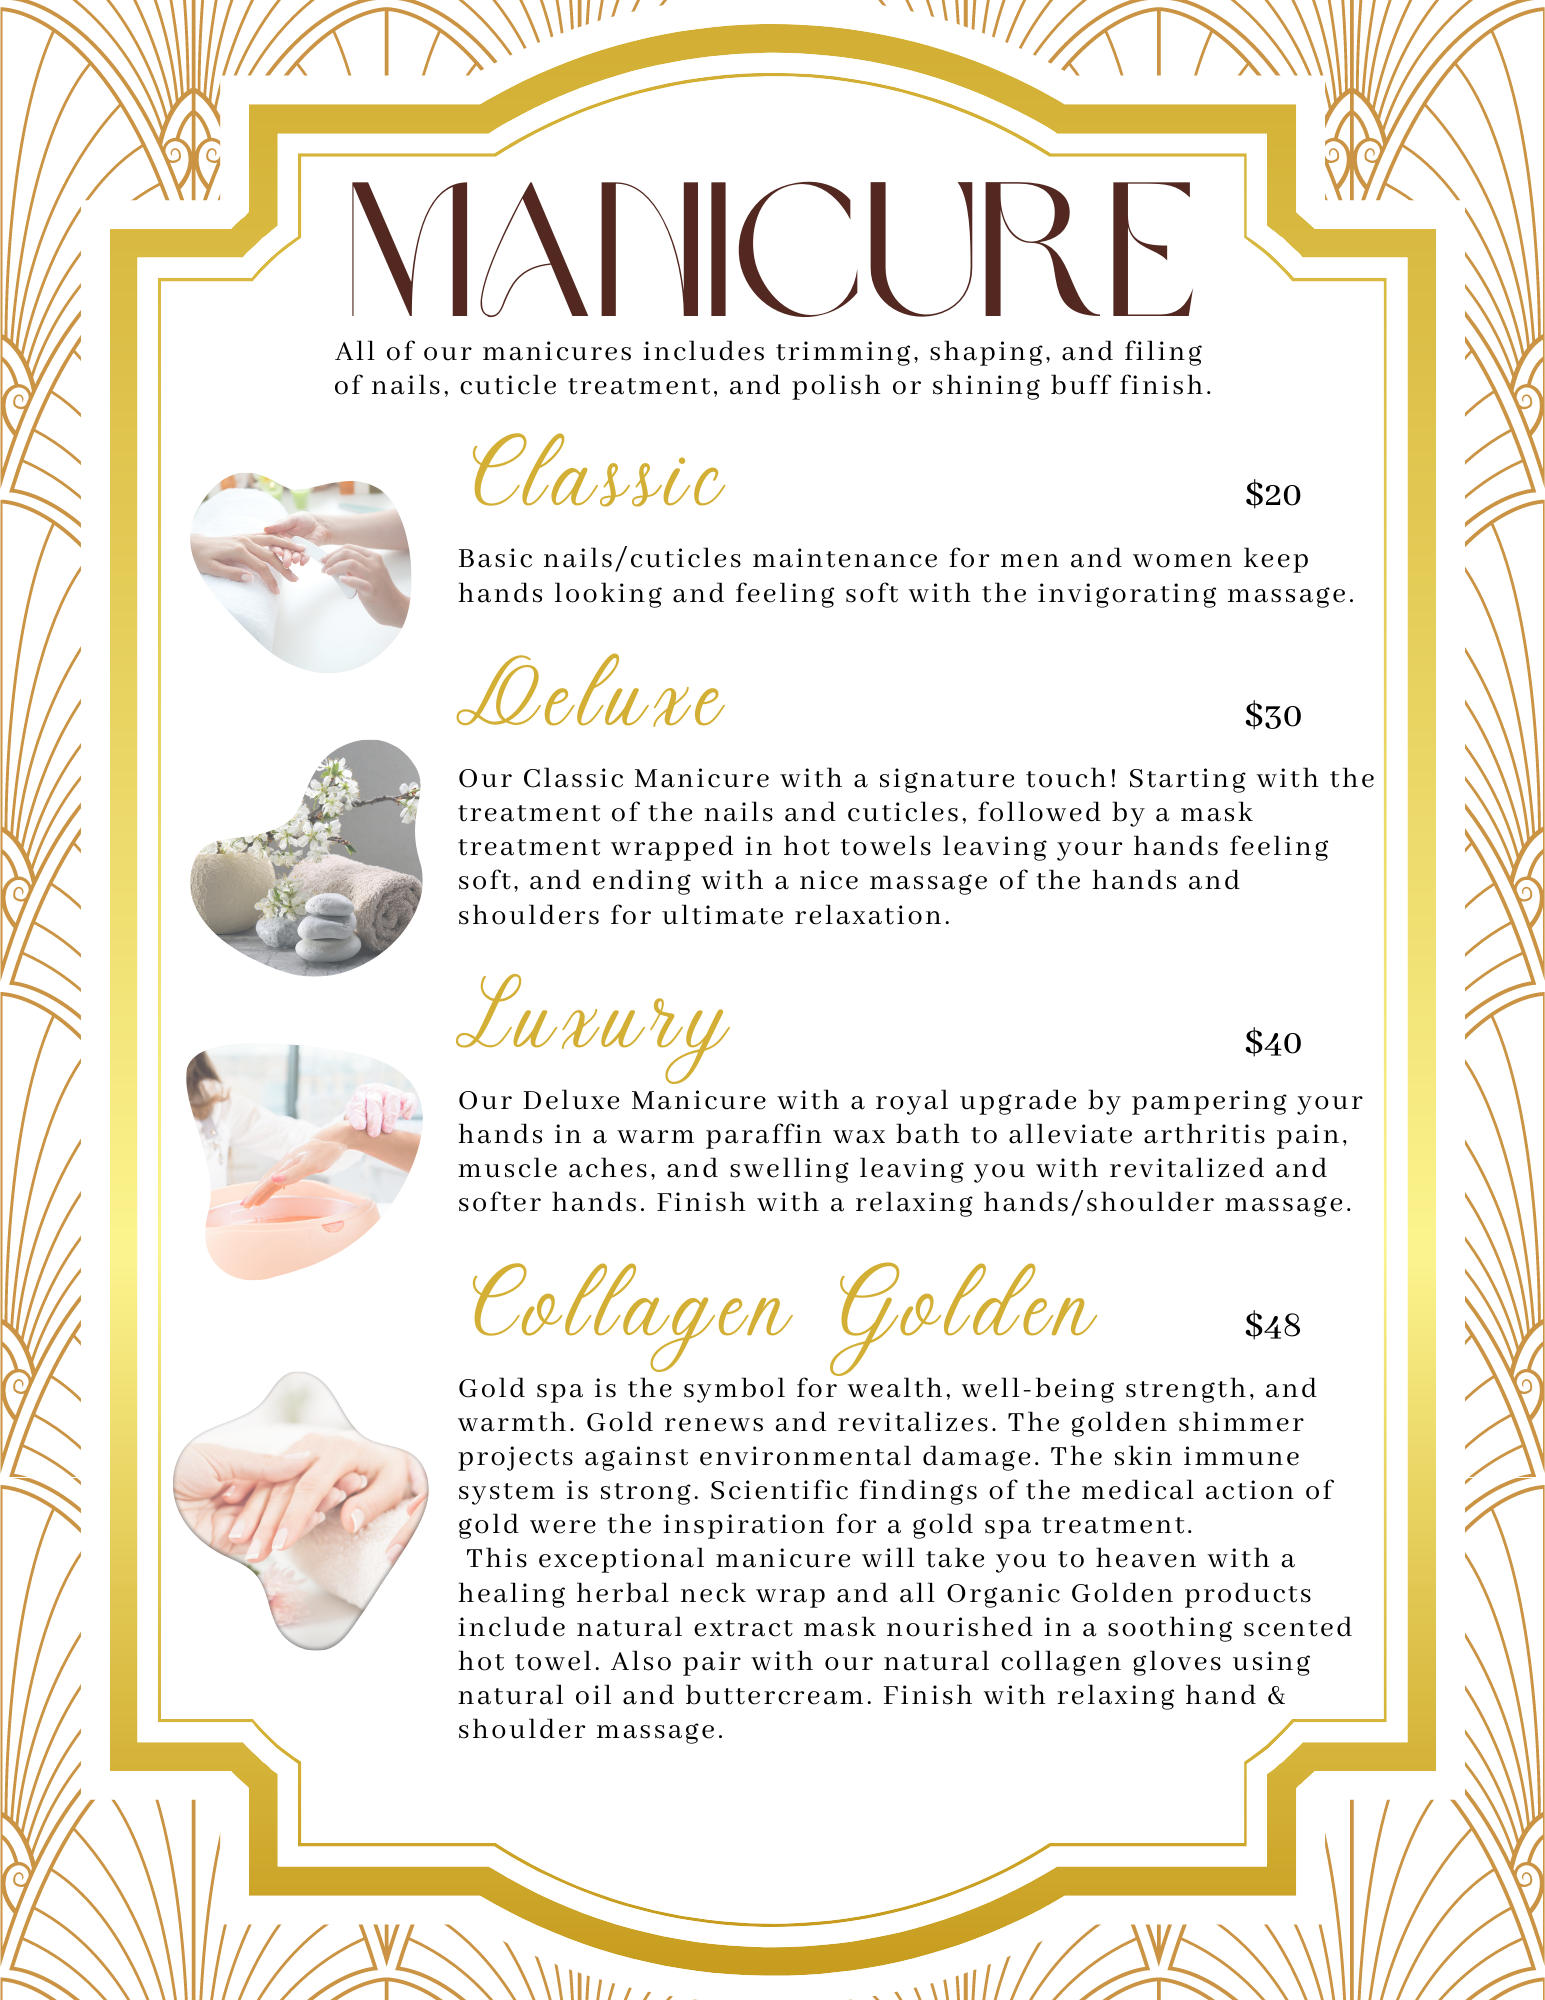 MANICURE
All of our manicures includes trimming, shaping, and filing
of nails, cuticle treatment, and polish or shining buff finish.
Classic
$20
Basic nails/cuticles maintenance for men and women keep
hands looking and feeling soft with the invigorating massage.
Deluxe
$30
Our Classic Manicure with a signature touch! Starting with the
treatment of the nails and cuticles, followed by a mask
treatment wrapped in hot towels leaving your hands feeling
soft, and ending with a nice massage of the hands and
shoulders for ultimate relaxation.
Luxury
$40
Our Deluxe Manicure with a royal upgrade by pampering your
hands in a warm paraffin wax bath to alleviate arthritis pain,
muscle aches, and swelling leaving you with revitalized and
softer hands. Finish with a relaxing hands/shoulder massage.
Collagen Golden
$48
Gold spa is the symbol for wealth, well-being strength, and
warmth. Gold renews and revitalizes. The golden shimmer
projects against environmental damage. The skin immune
system is strong. Scientific findings of the medical action of
gold were the inspiration for a gold spa treatment.
This exceptional manicure will take you to heaven with a
healing herbal neck wrap and all Organic Golden products
include natural extract mask nourished in a soothing scented
hot towel. Also pair with our natural collagen gloves using
natural oil and buttercream. Finish with relaxing hand &
shoulder massage.